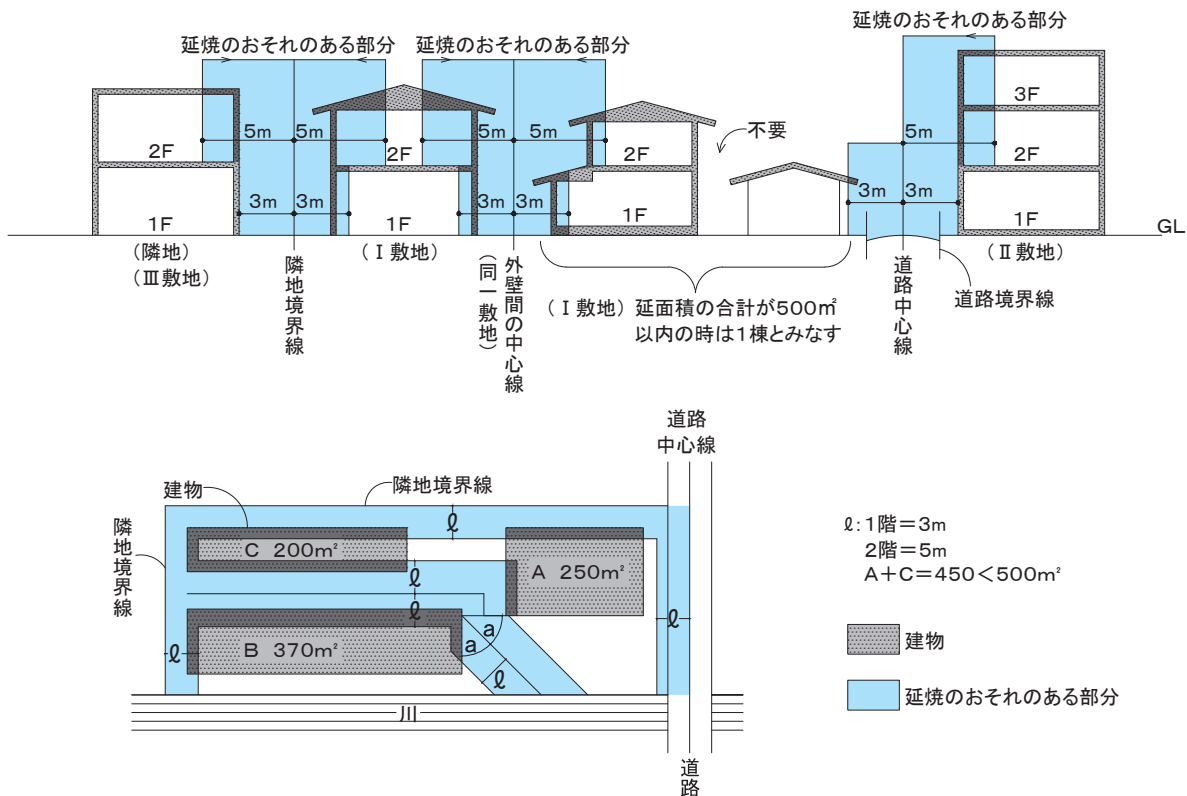 延焼のおそれのある部分
延焼のおそれのある部分
延焼のおそれのある部分
5m 5m
2F
3m 3m
1F
2F
1F
5m 5m
3m 3m
2F
1F
不要
5m
3m 3m
3F
2F
1F
GL
(隣地)
(Ⅲ敷地)
隣地境界線
(Ⅰ敷地)
外壁間の中心線
(同一敷地)
(Ⅰ敷地) 延面積の合計が500㎡
以内の時は1棟とみなす
道路中心線
道路境界線
(Ⅱ敷地)
道路
中心線
建物
隣地境界線
隣地境界線
ℓ
C 200m²
A 250m²
ℓ
ℓ
ℓ
B 370m²
a
a
ℓ
ℓ
川
道路
ℓ:1階=3m
2階=5m
A+C=450<500m²
建物
延焼のおそれのある部分